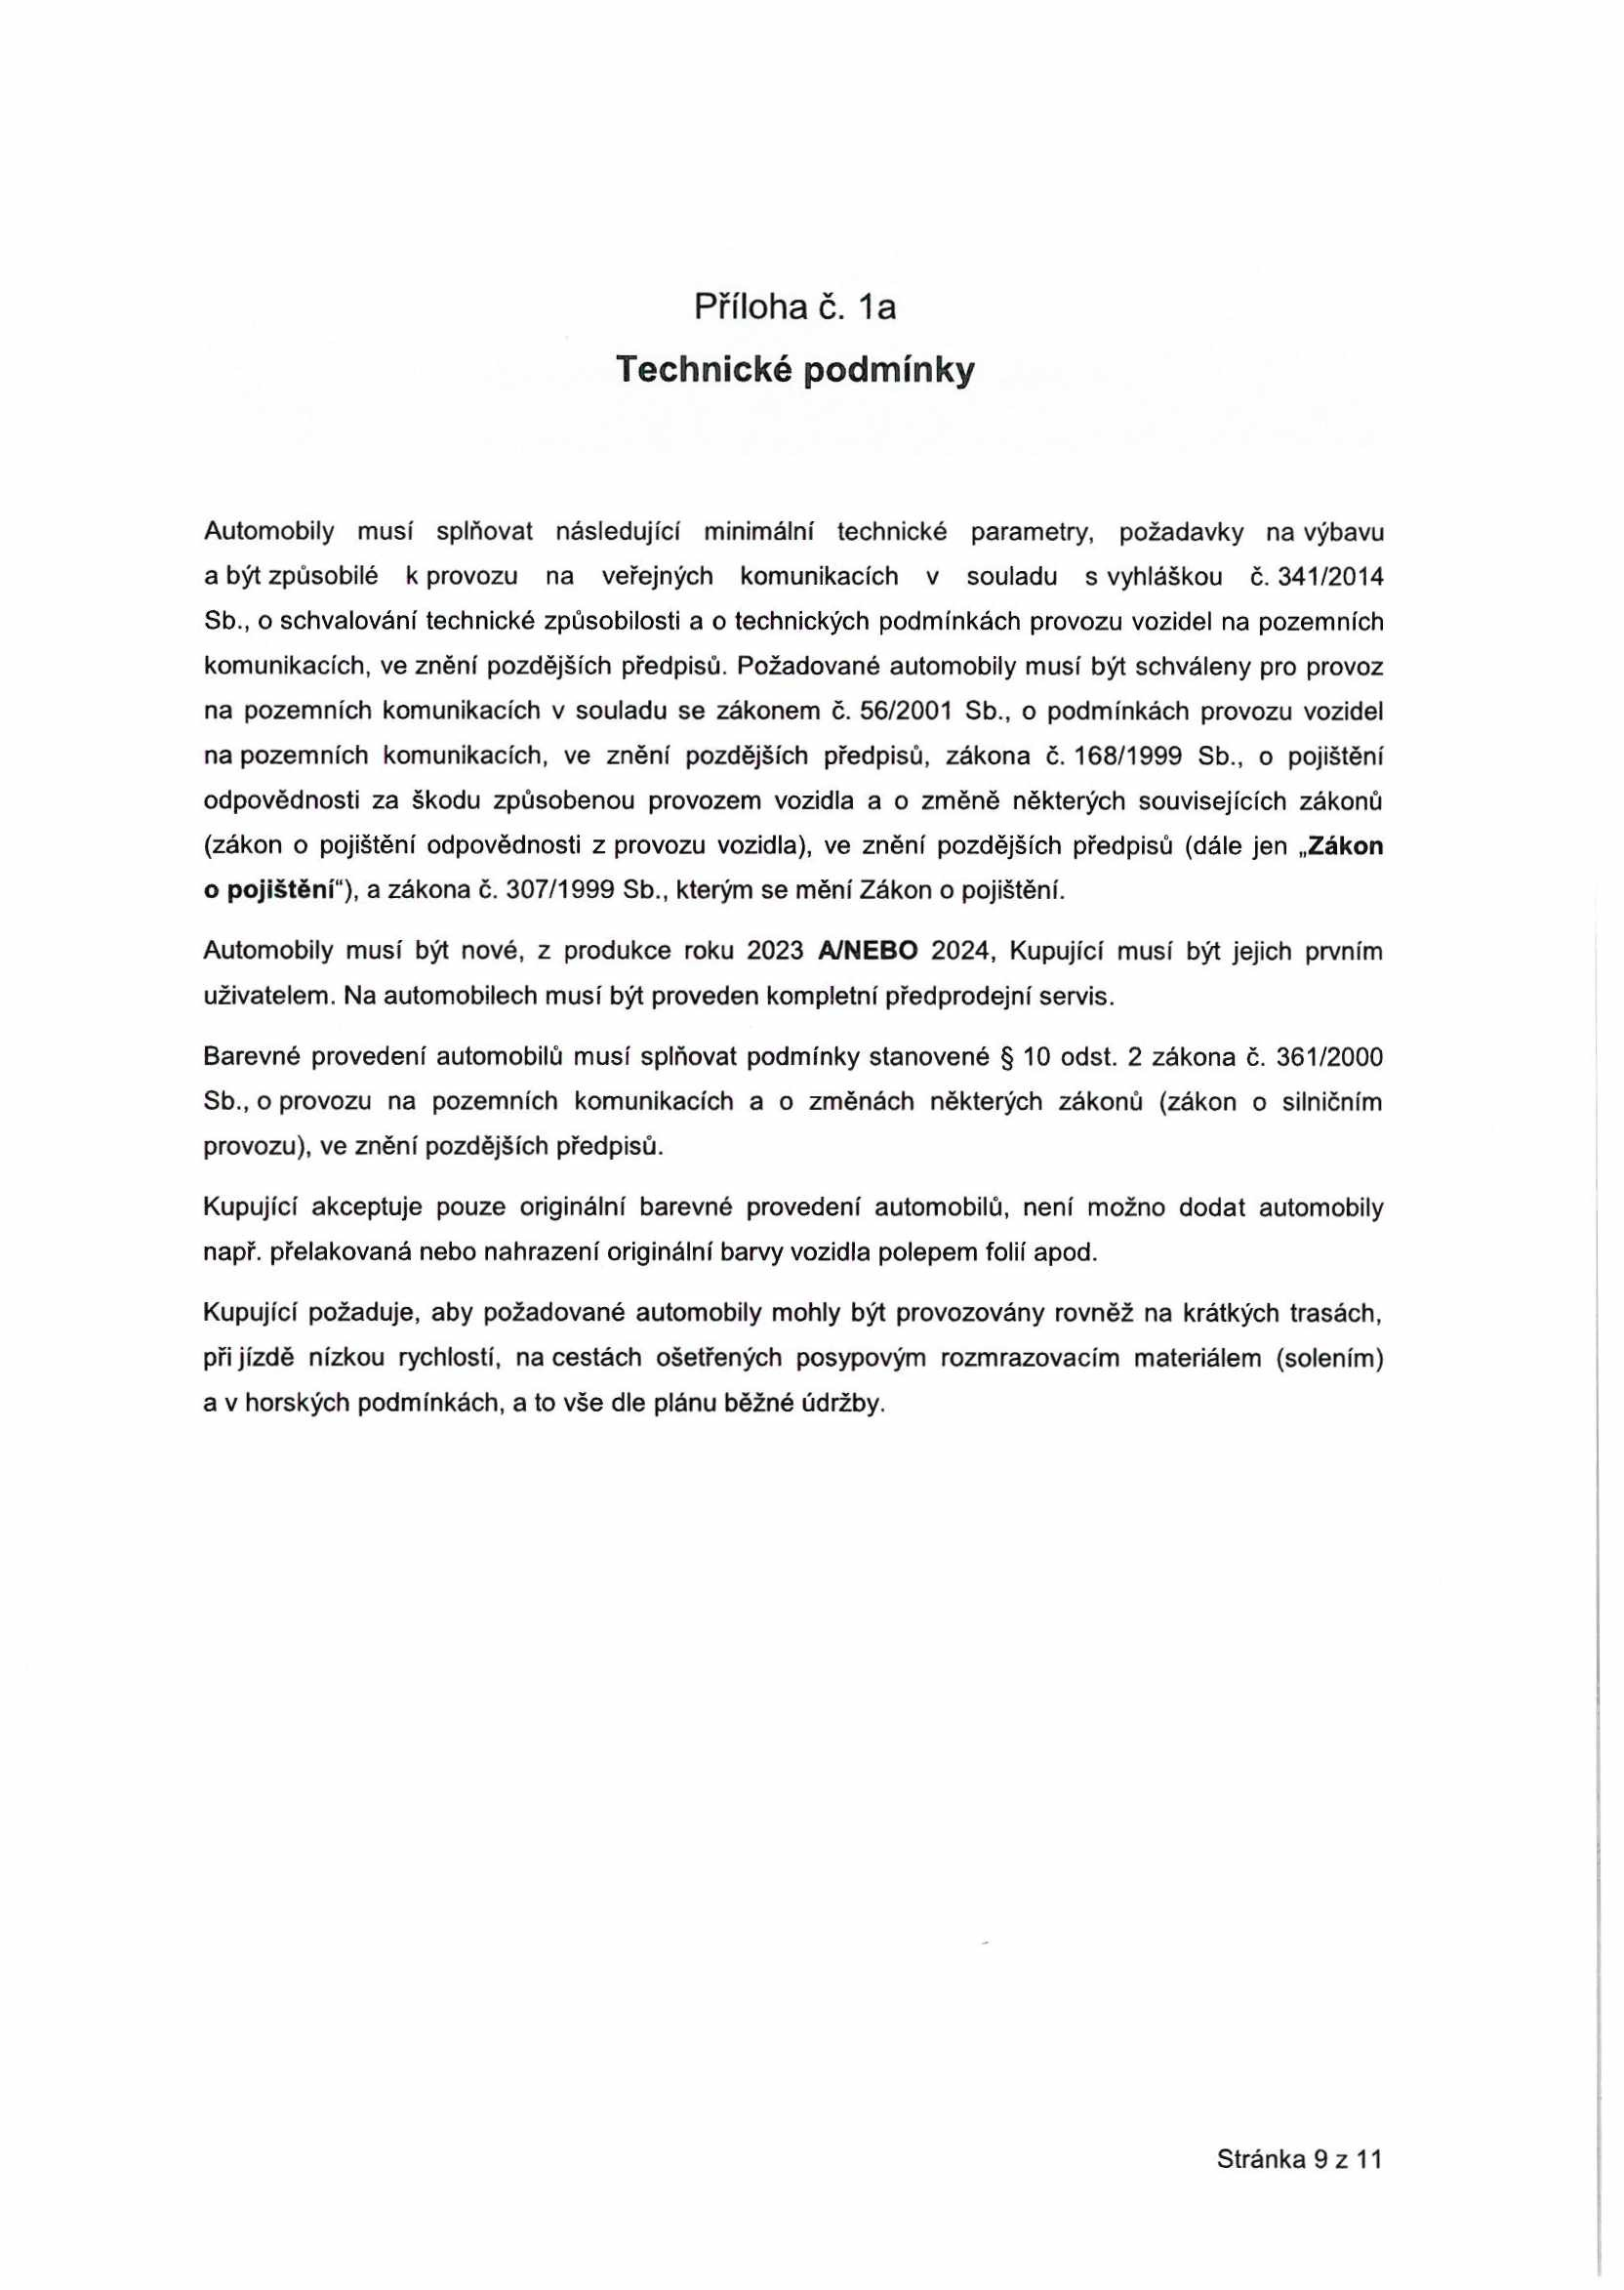 Příloha č. 1a
Technické podmínky
Automobily musí splňovat následující minimální technické parametry, požadavky na výbavu
a být způsobilé k provozu na veřejných komunikacích v souladu s vyhláškou č. 341/2014
Sb., o schvalování technické způsobilosti a o technických podmínkách provozu vozidel na pozemních
komunikacích, ve znění pozdějších předpisů. Požadované automobily musí být schváleny pro provoz
na pozemních komunikacích v souladu se zákonem č. 56/2001 Sb., o podmínkách provozu vozidel
na pozemních komunikacích, ve znění pozdějších předpisů, zákona č. 168/1999 Sb., o pojištění
odpovědnosti za škodu způsobenou provozem vozidla a o změně některých souvisejících zákonů
(zákon o pojištění odpovědnosti z provozu vozidla), ve znění pozdějších předpisů (dále jen „Zákon
o pojištění“), a zákona č. 307/1999 Sb., kterým se mění Zákon o pojištění.
Automobily musí být nové, z produkce roku 2023 A/NEBO 2024, Kupující musí být jejich prvním
uživatelem. Na automobilech musí být proveden kompletní předprodejní servis.
Barevné provedení automobilů musí splňovat podmínky stanovené § 10 odst. 2 zákona č. 361/2000
Sb., o provozu na pozemních komunikacích a o změnách některých zákonů (zákon o silničním
provozu), ve znění pozdějších předpisů.
Kupující akceptuje pouze originální barevné provedení automobilů, není možno dodat automobily
např. přelakovaná nebo nahrazení originální barvy vozidla polepem folií apod.
Kupující požaduje, aby požadované automobily mohly být provozovány rovněž na krátkých trasách,
při jízdě nízkou rychlostí, na cestách ošetřených posypovým rozmrazovacím materiálem (solením)
a v horských podmínkách, a to vše dle plánu běžné údržby.
Stránka 9 z 11